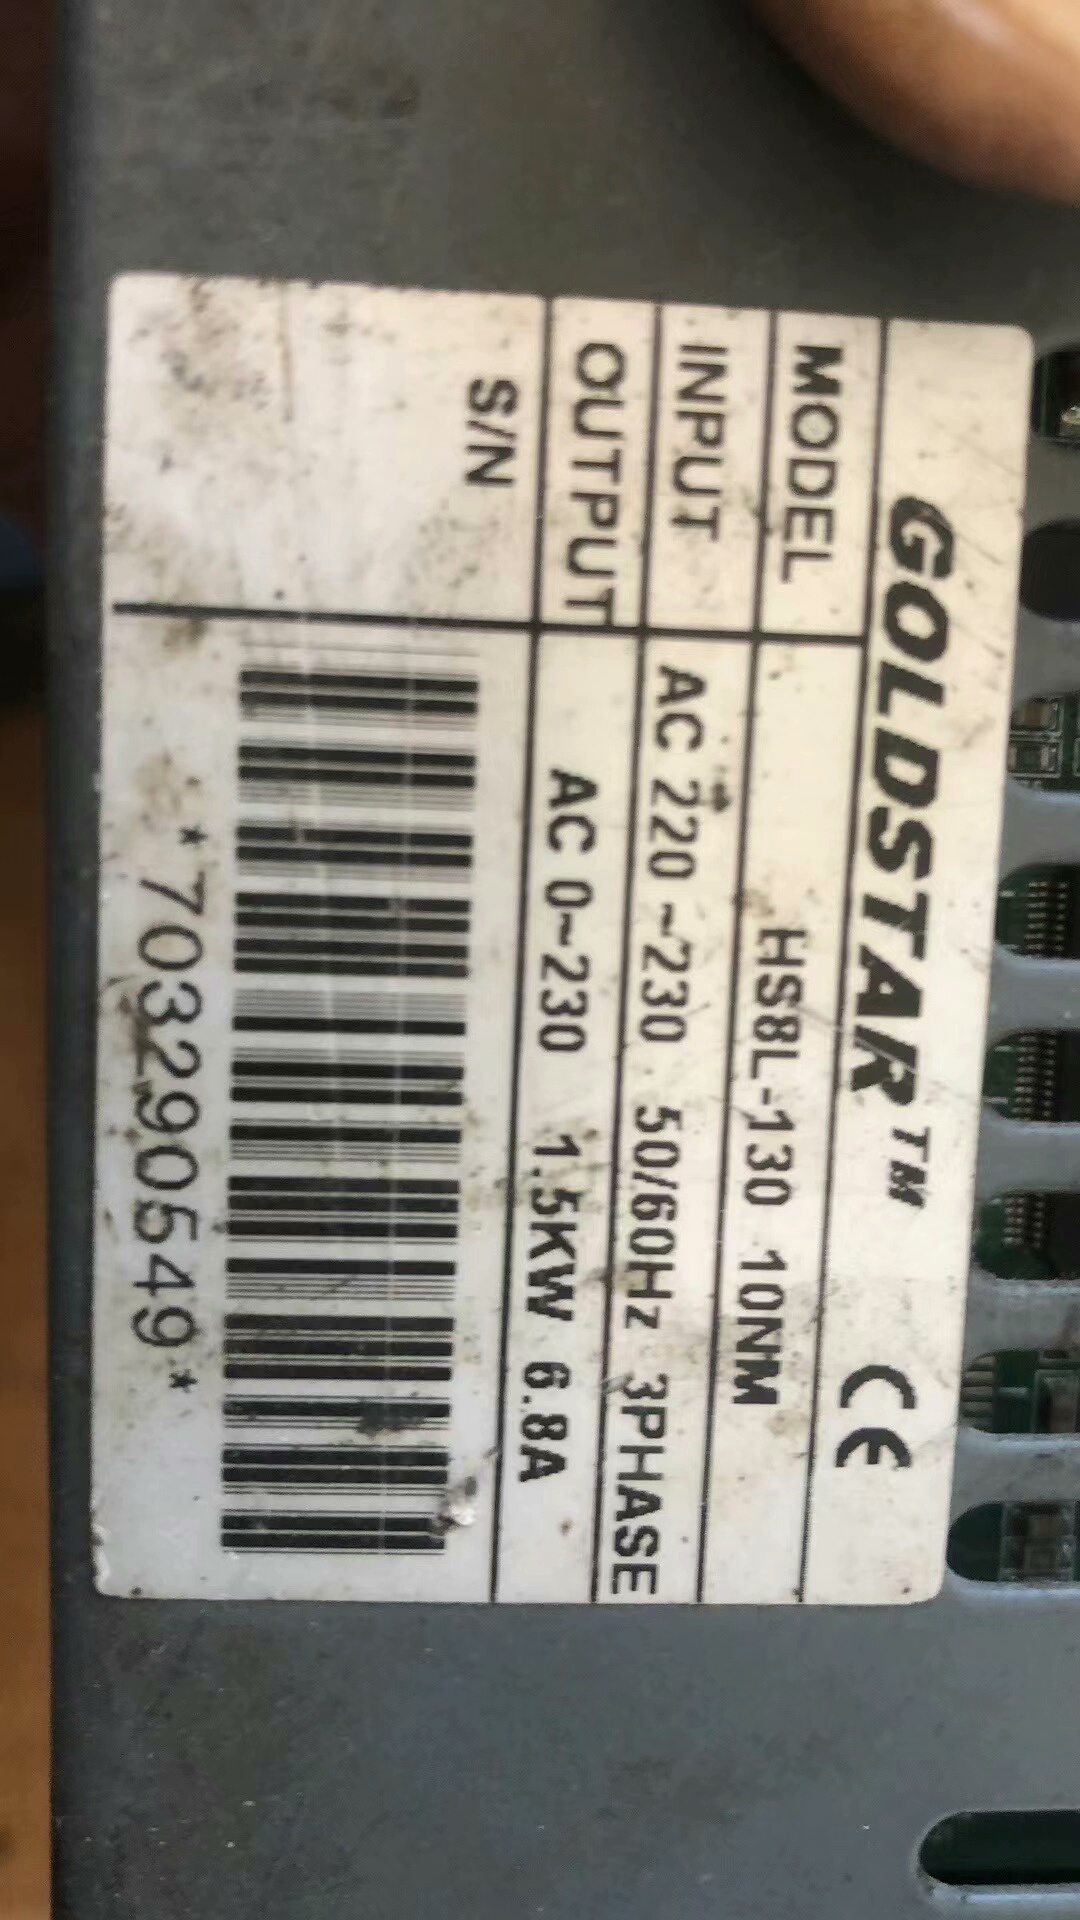 GOLDSTAR™ CE
MODEL HS8L-130 10NM
INPUT AC 220~230 50/60Hz 3PHASE
OUTPUT AC 0~230 1.5KW 6.8A
S/N
*7032900549*